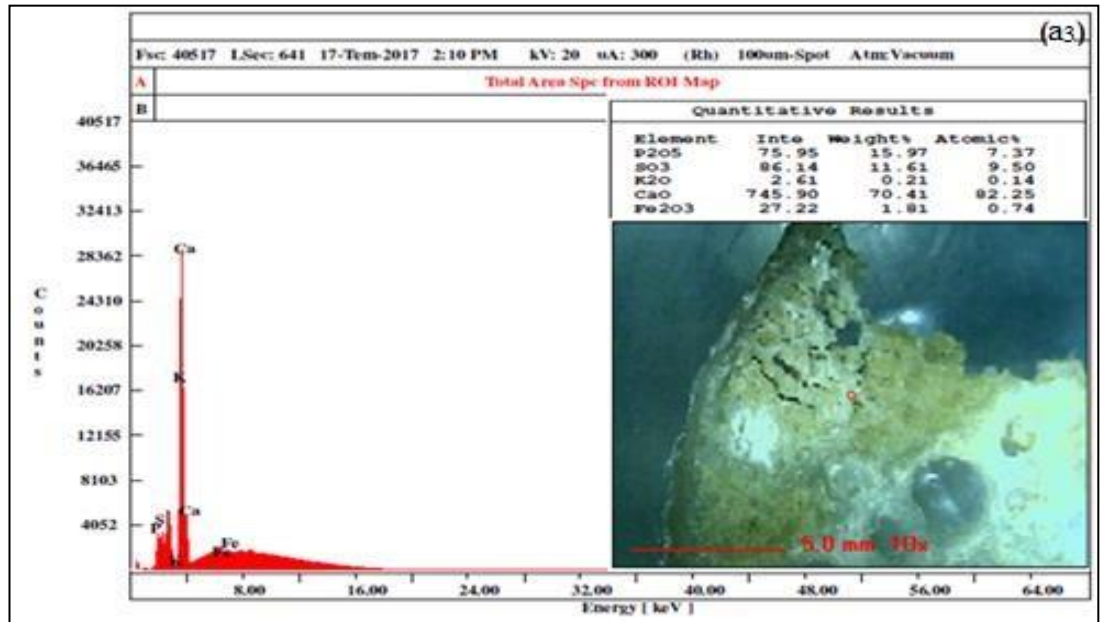 (a3)
Fsc: 40517 LSec: 641 17-Tem-2017 2:10 PM kV: 20 uA: 300 (Rh) 100um-Spot Atm:Vacuum
A Total Area Spc from ROI Map
B
Quantitative Results
Element Inte Weight% Atomic%
P2O5 75.95 15.97 7.37
SO3 86.14 11.61 9.50
K2O 2.61 0.21 0.14
CaO 745.90 70.41 82.25
Fe2O3 27.22 1.81 0.74
40517
36465
32413
28362
24310
20258
16207
12155
8103
4052
Counts
Ca
K
Ca
P
S
K
Fe
Fe
5.0 mm 10x
8.00 16.00 24.00 32.00 40.00 48.00 56.00 64.00
Energy [ keV ]